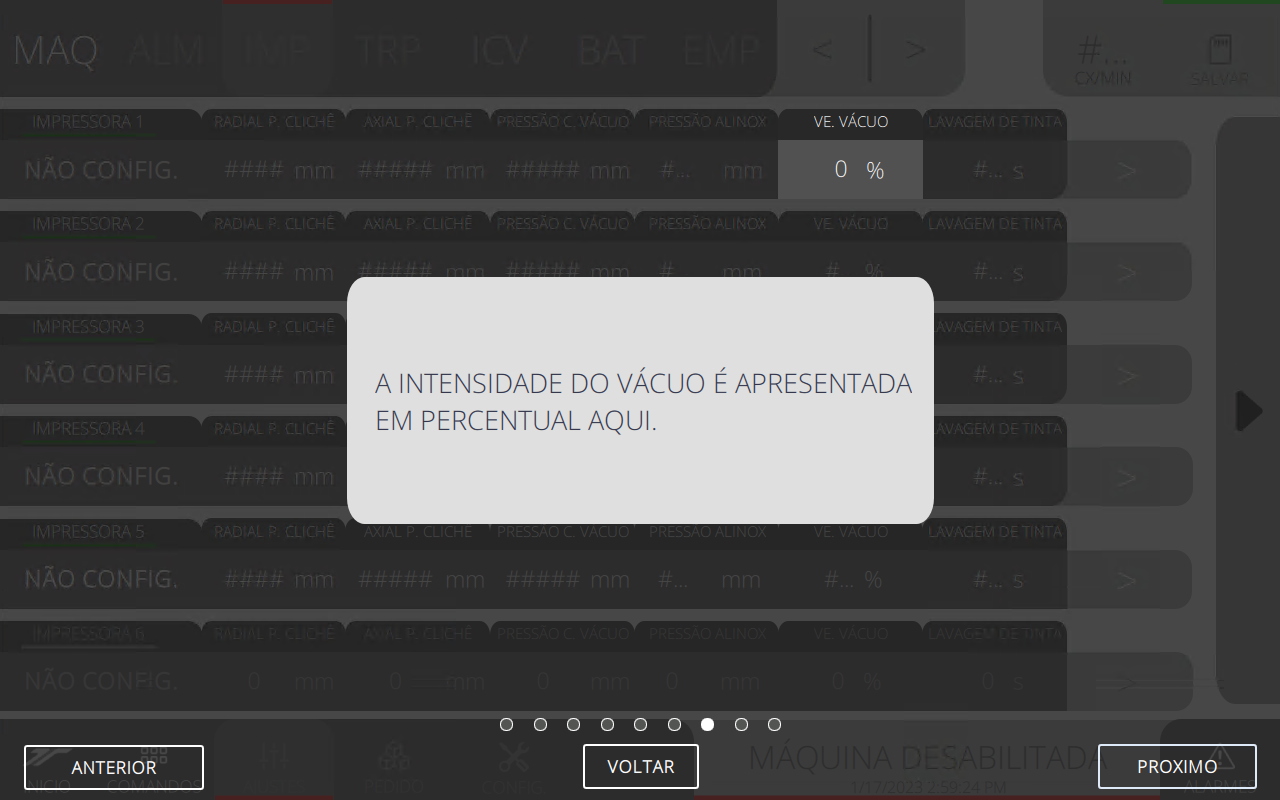 MAQ ALM IMP TRP ICV BAT EMP < > #... CX/MIN SALVAR
IMPRESSORA 1 RADIAL P. CLICHÊ AXIAL P. CLICHÊ PRESSÃO C. VÁCUO PRESSÃO ALINOX VE. VÁCUO LAVAGEM DE TINTA
NÃO CONFIG. #### mm ##### mm ##### mm #... mm 0 % #... s >
IMPRESSORA 2 RADIAL P. CLICHÊ AXIAL P. CLICHÊ PRESSÃO C. VÁCUO PRESSÃO ALINOX VE. VÁCUO LAVAGEM DE TINTA
NÃO CONFIG. #### mm ##### mm ##### mm #... mm #... % #... s >
IMPRESSORA 3 RADIAL P. CLICHÊ LAVAGEM DE TINTA
NÃO CONFIG. #### mm #... s >
A INTENSIDADE DO VÁCUO É APRESENTADA
EM PERCENTUAL AQUI.
IMPRESSORA 4 RADIAL P. CLICHÊ LAVAGEM DE TINTA
NÃO CONFIG. #### mm #... s >
IMPRESSORA 5 RADIAL P. CLICHÊ AXIAL P. CLICHÊ PRESSÃO C. VÁCUO PRESSÃO ALINOX VE. VÁCUO LAVAGEM DE TINTA
NÃO CONFIG. #### mm ##### mm ##### mm #... mm #... % #... s >
IMPRESSORA 6 RADIAL P. CLICHÊ AXIAL P. CLICHÊ PRESSÃO C. VÁCUO PRESSÃO ALINOX VE. VÁCUO LAVAGEM DE TINTA
NÃO CONFIG. 0 mm 0 mm 0 mm 0 mm 0 % 0 s >
ANTERIOR VOLTAR MÁQUINA DESABILITADA PROXIMO
INICIO COMANDOS PEDIDO CONFIG 1/17/2023 2:59:24 PM ALARMES